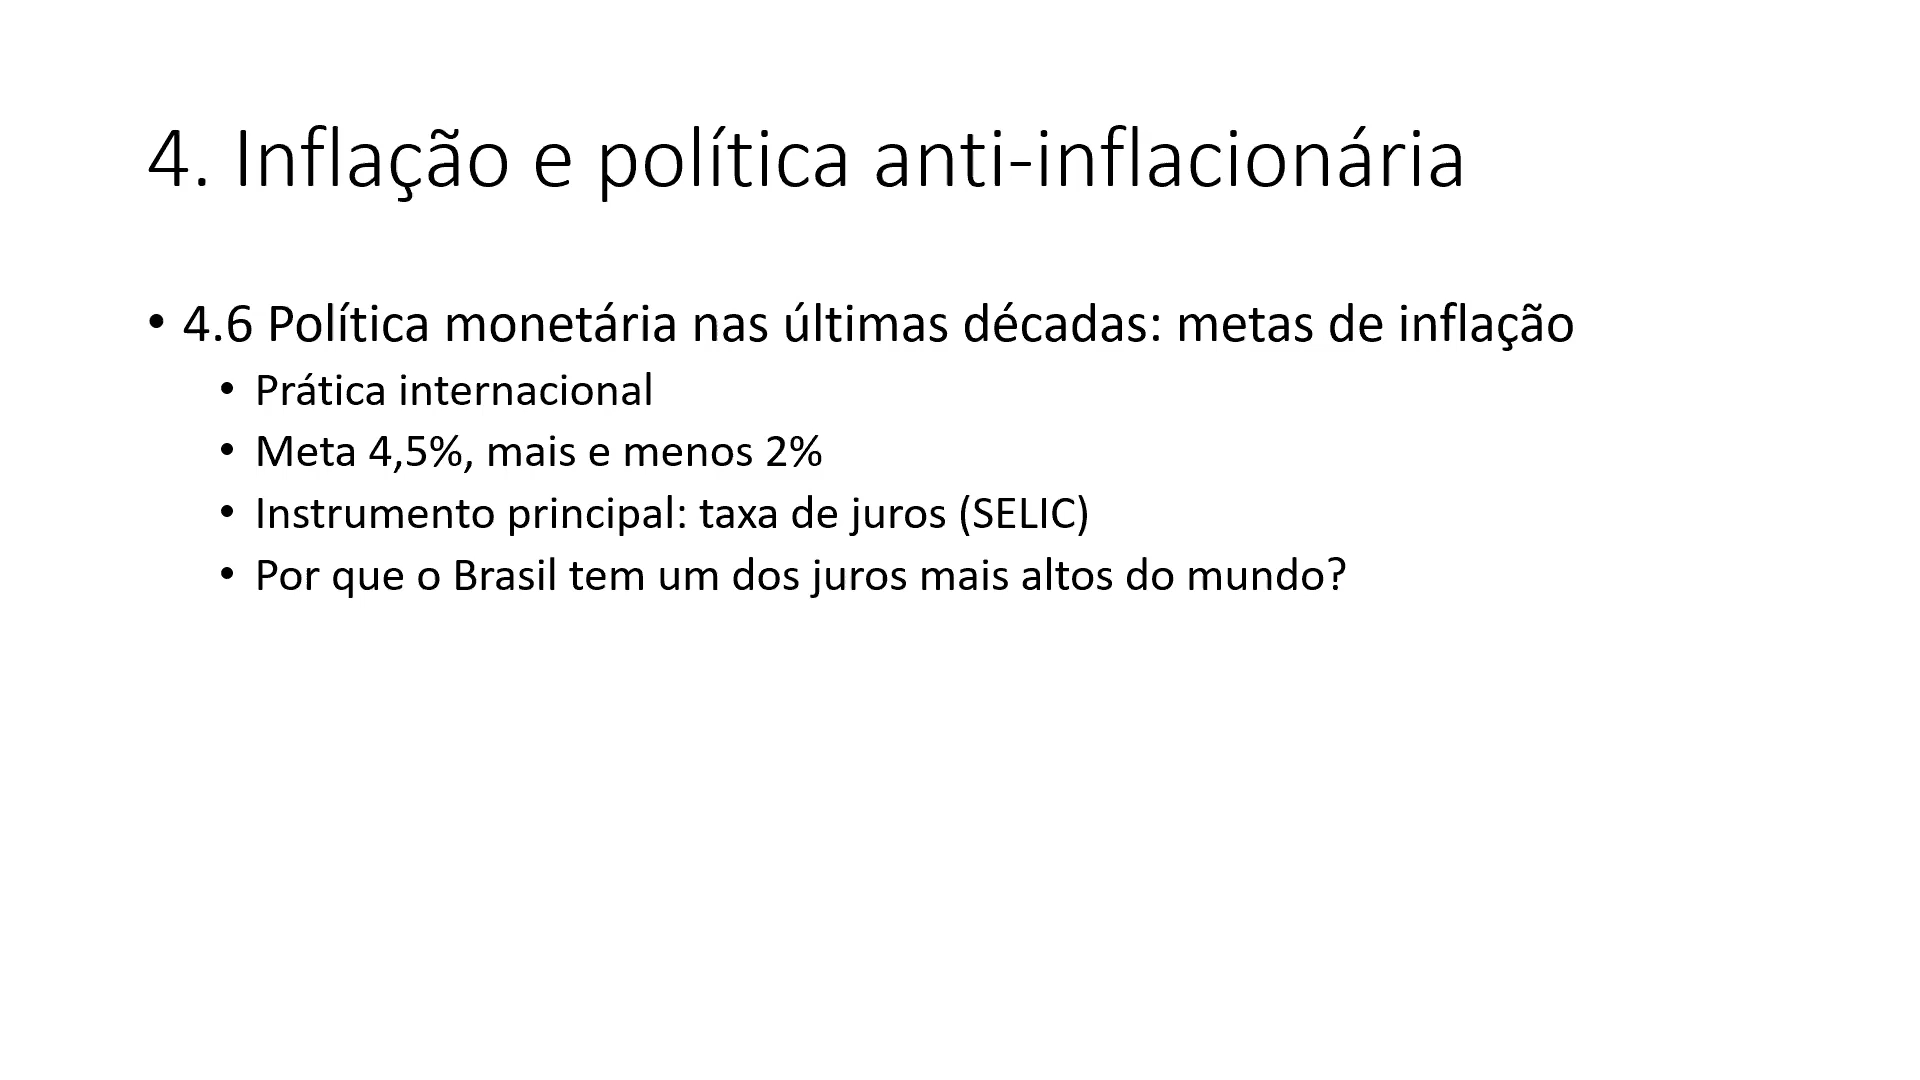 4. Inflação e política anti-inflacionária
• 4.6 Política monetária nas últimas décadas: metas de inflação
• Prática internacional
• Meta 4,5%, mais e menos 2%
• Instrumento principal: taxa de juros (SELIC)
• Por que o Brasil tem um dos juros mais altos do mundo?